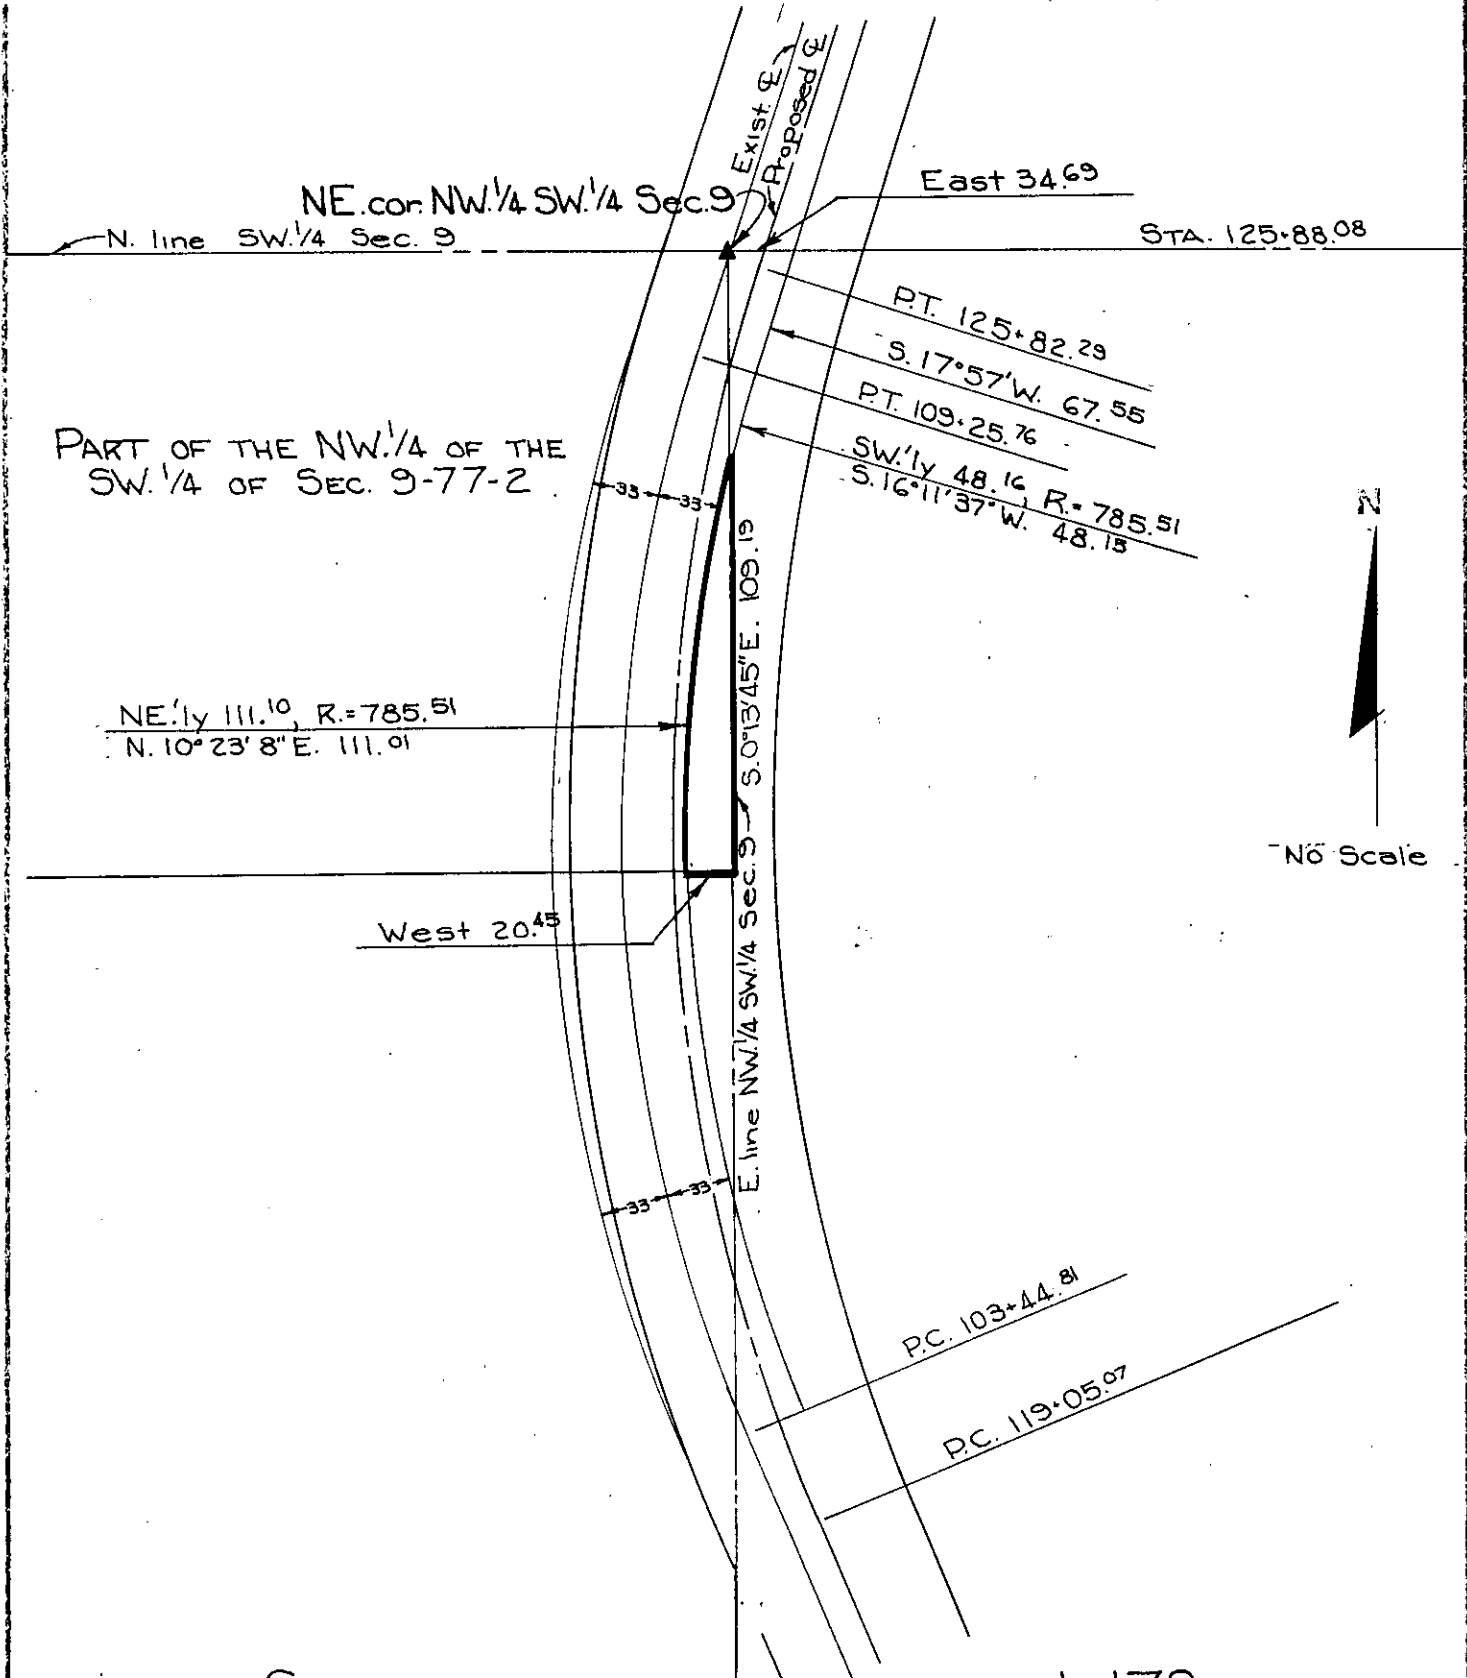 Exist. ℄
Proposed ℄
East 34.69
NE. cor. NW. 1/4 SW. 1/4 Sec. 9
N. line SW. 1/4 Sec. 9
STA. 125+88.08
P.T. 125+82.29
S. 17°57'W. 67.55
P.T. 109+25.76
SW.'ly 48.16, R.= 785.51
S. 16°11'37"W. 48.15
PART OF THE NW. 1/4 OF THE
SW. 1/4 OF SEC. 9-77-2
33 33
N
S. 0°13'45"E. 109.19
NE.'ly 111.10, R.= 785.51
N. 10°23'8"E. 111.01
No Scale
West 20.45
E. line NW. 1/4 SW. 1/4 Sec. 9
33 33
P.C. 103+44.81
P.C. 119+05.07